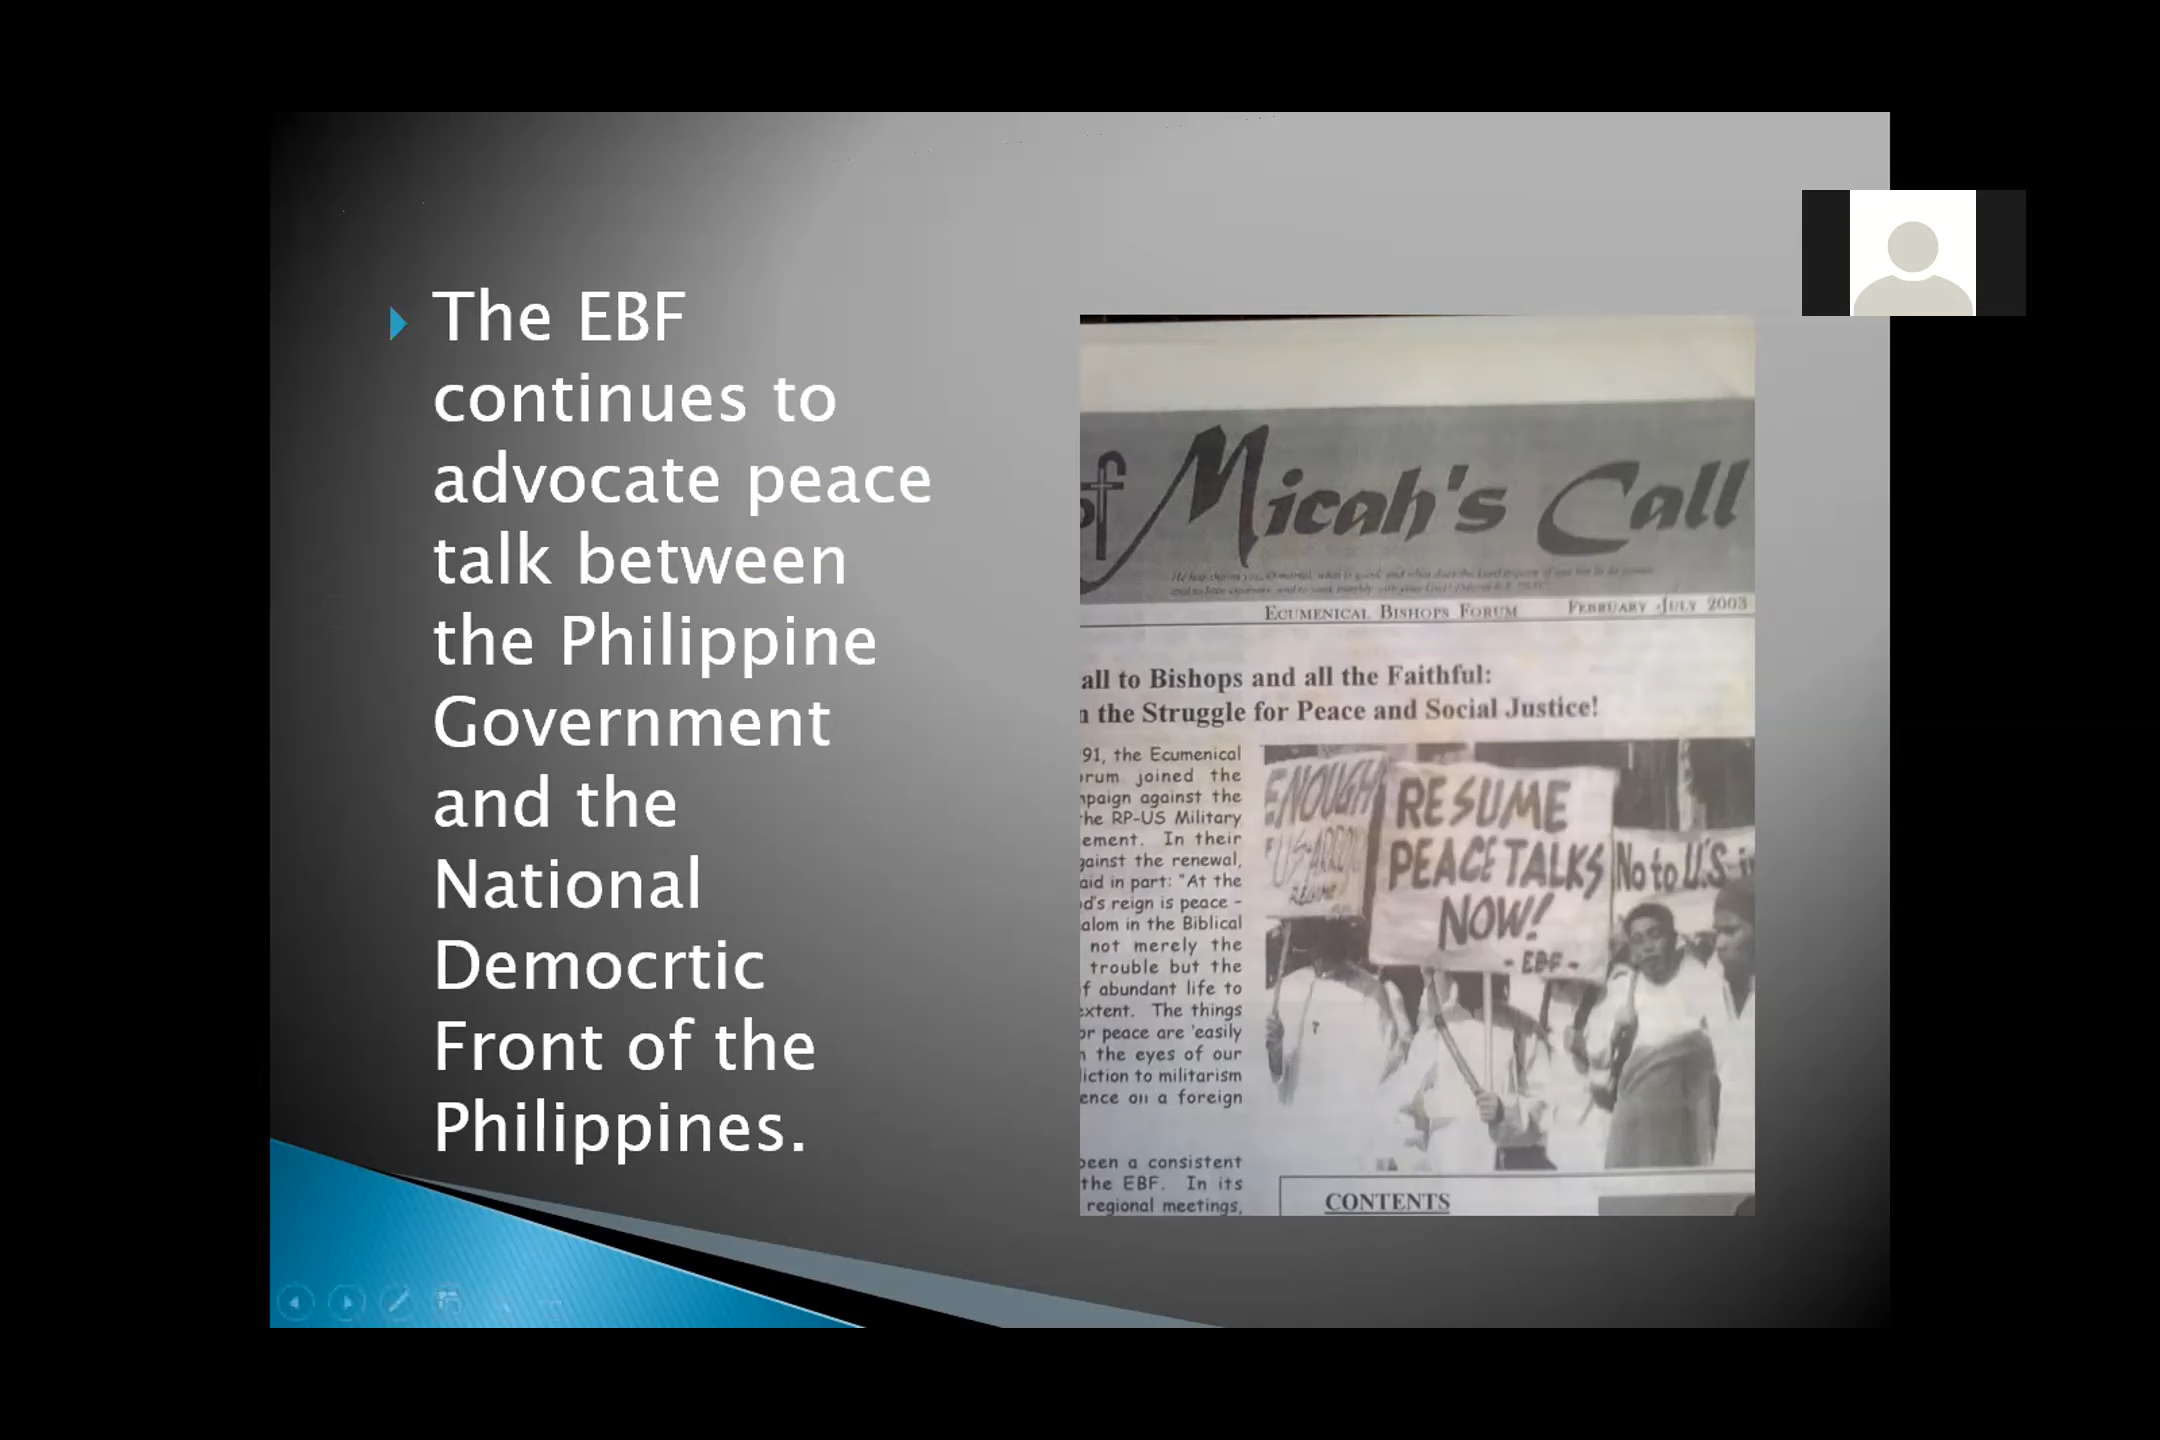 The EBF
continues to
advocate peace
talk between
the Philippine
Government
and the
National
Democrtic
Front of the
Philippines.
of Micah's Call
ECUMENICAL BISHOPS FORUM
FEBRUARY -JULY 2003
all to Bishops and all the Faithful:
n the Struggle for Peace and Social Justice!
91, the Ecumenical
rum joined the
paign against the
he RP-US Military
ement. In their
gainst the renewal,
aid in part: "At the
d's reign is peace -
alom in the Biblical
not merely the
trouble but the
f abundant life to
extent. The things
or peace are 'easily
n the eyes of our
iction to militarism
ence on a foreign
been a consistent
the EBF. In its
regional meetings,
ENOUGH
RESUME
PEACE TALKS
NOW!
- EBF -
No to U.S. i
CONTENTS